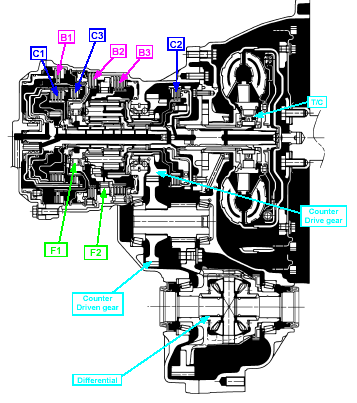 B1
C3
B2
B3
C2
C1
T/C
Counter
Drive gear
F1
F2
Counter
Driven gear
Differential